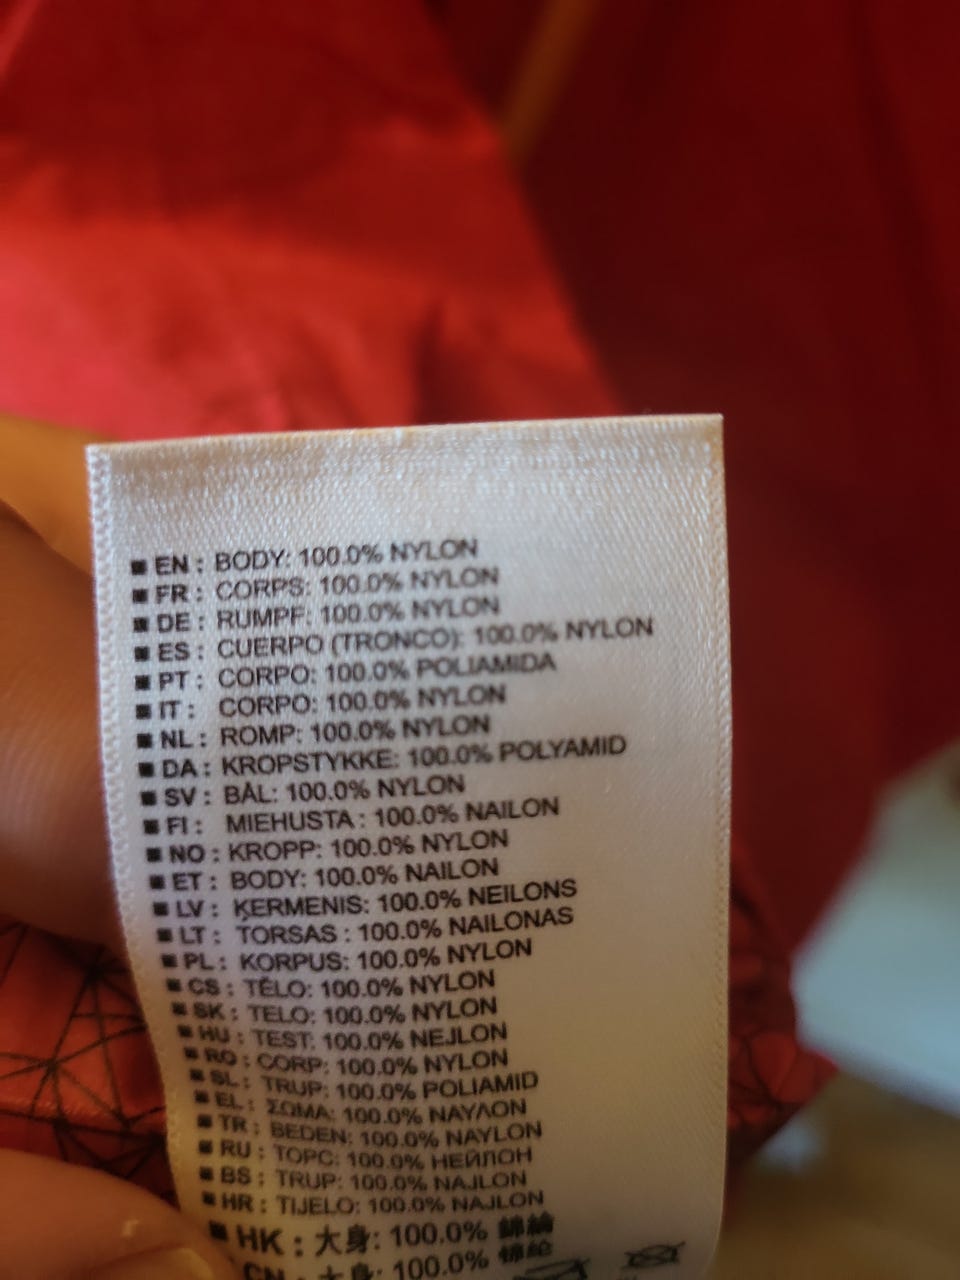 ■ EN : BODY: 100.0% NYLON
■ FR : CORPS: 100.0% NYLON
■ DE : RUMPF: 100.0% NYLON
■ ES : CUERPO (TRONCO): 100.0% NYLON
■ PT : CORPO: 100.0% POLIAMIDA
■ IT : CORPO: 100.0% NYLON
■ NL : ROMP: 100.0% NYLON
■ DA : KROPSTYKKE: 100.0% POLYAMID
■ SV : BÅL: 100.0% NYLON
■ FI : MIEHUSTA : 100.0% NAILON
■ NO : KROPP: 100.0% NYLON
■ ET : BODY: 100.0% NAILON
■ LV : ĶERMENIS: 100.0% NEILONS
■ LT : TORSAS : 100.0% NAILONAS
■ PL : KORPUS: 100.0% NYLON
■ CS : TĚLO: 100.0% NYLON
■ SK : TELO: 100.0% NYLON
■ HU : TEST: 100.0% NEJLON
■ RO : CORP: 100.0% NYLON
■ SL : TRUP: 100.0% POLIAMID
■ EL : ΣΩΜΑ: 100.0% ΝΑΥΛΟΝ
■ TR : BEDEN: 100.0% NAYLON
■ RU : ТОРС: 100.0% НЕЙЛОН
■ BS : TRUP: 100.0% NAJLON
■ HR : TIJELO: 100.0% NAJLON
■ HK : 大身: 100.0% 錦綸
CN : 大身: 100.0% 锦纶